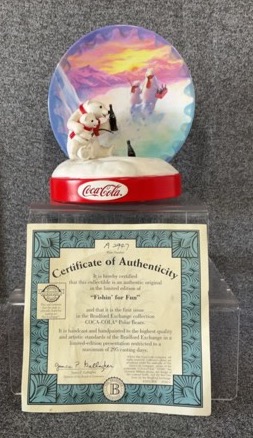 Coca-Cola
A 2907
Certificate of Authenticity
It is hereby certified
that this collectible is an authentic original
in the limited edition of
"Fishin' for Fun"
and that it is the first issue
in the Bradford Exchange collection
COCA-COLA® Polar Bears
It is handcast and handpainted to the highest quality
and artistic standards of the Bradford Exchange in a
limited-edition presentation restricted to a
maximum of 295 casting days.
B